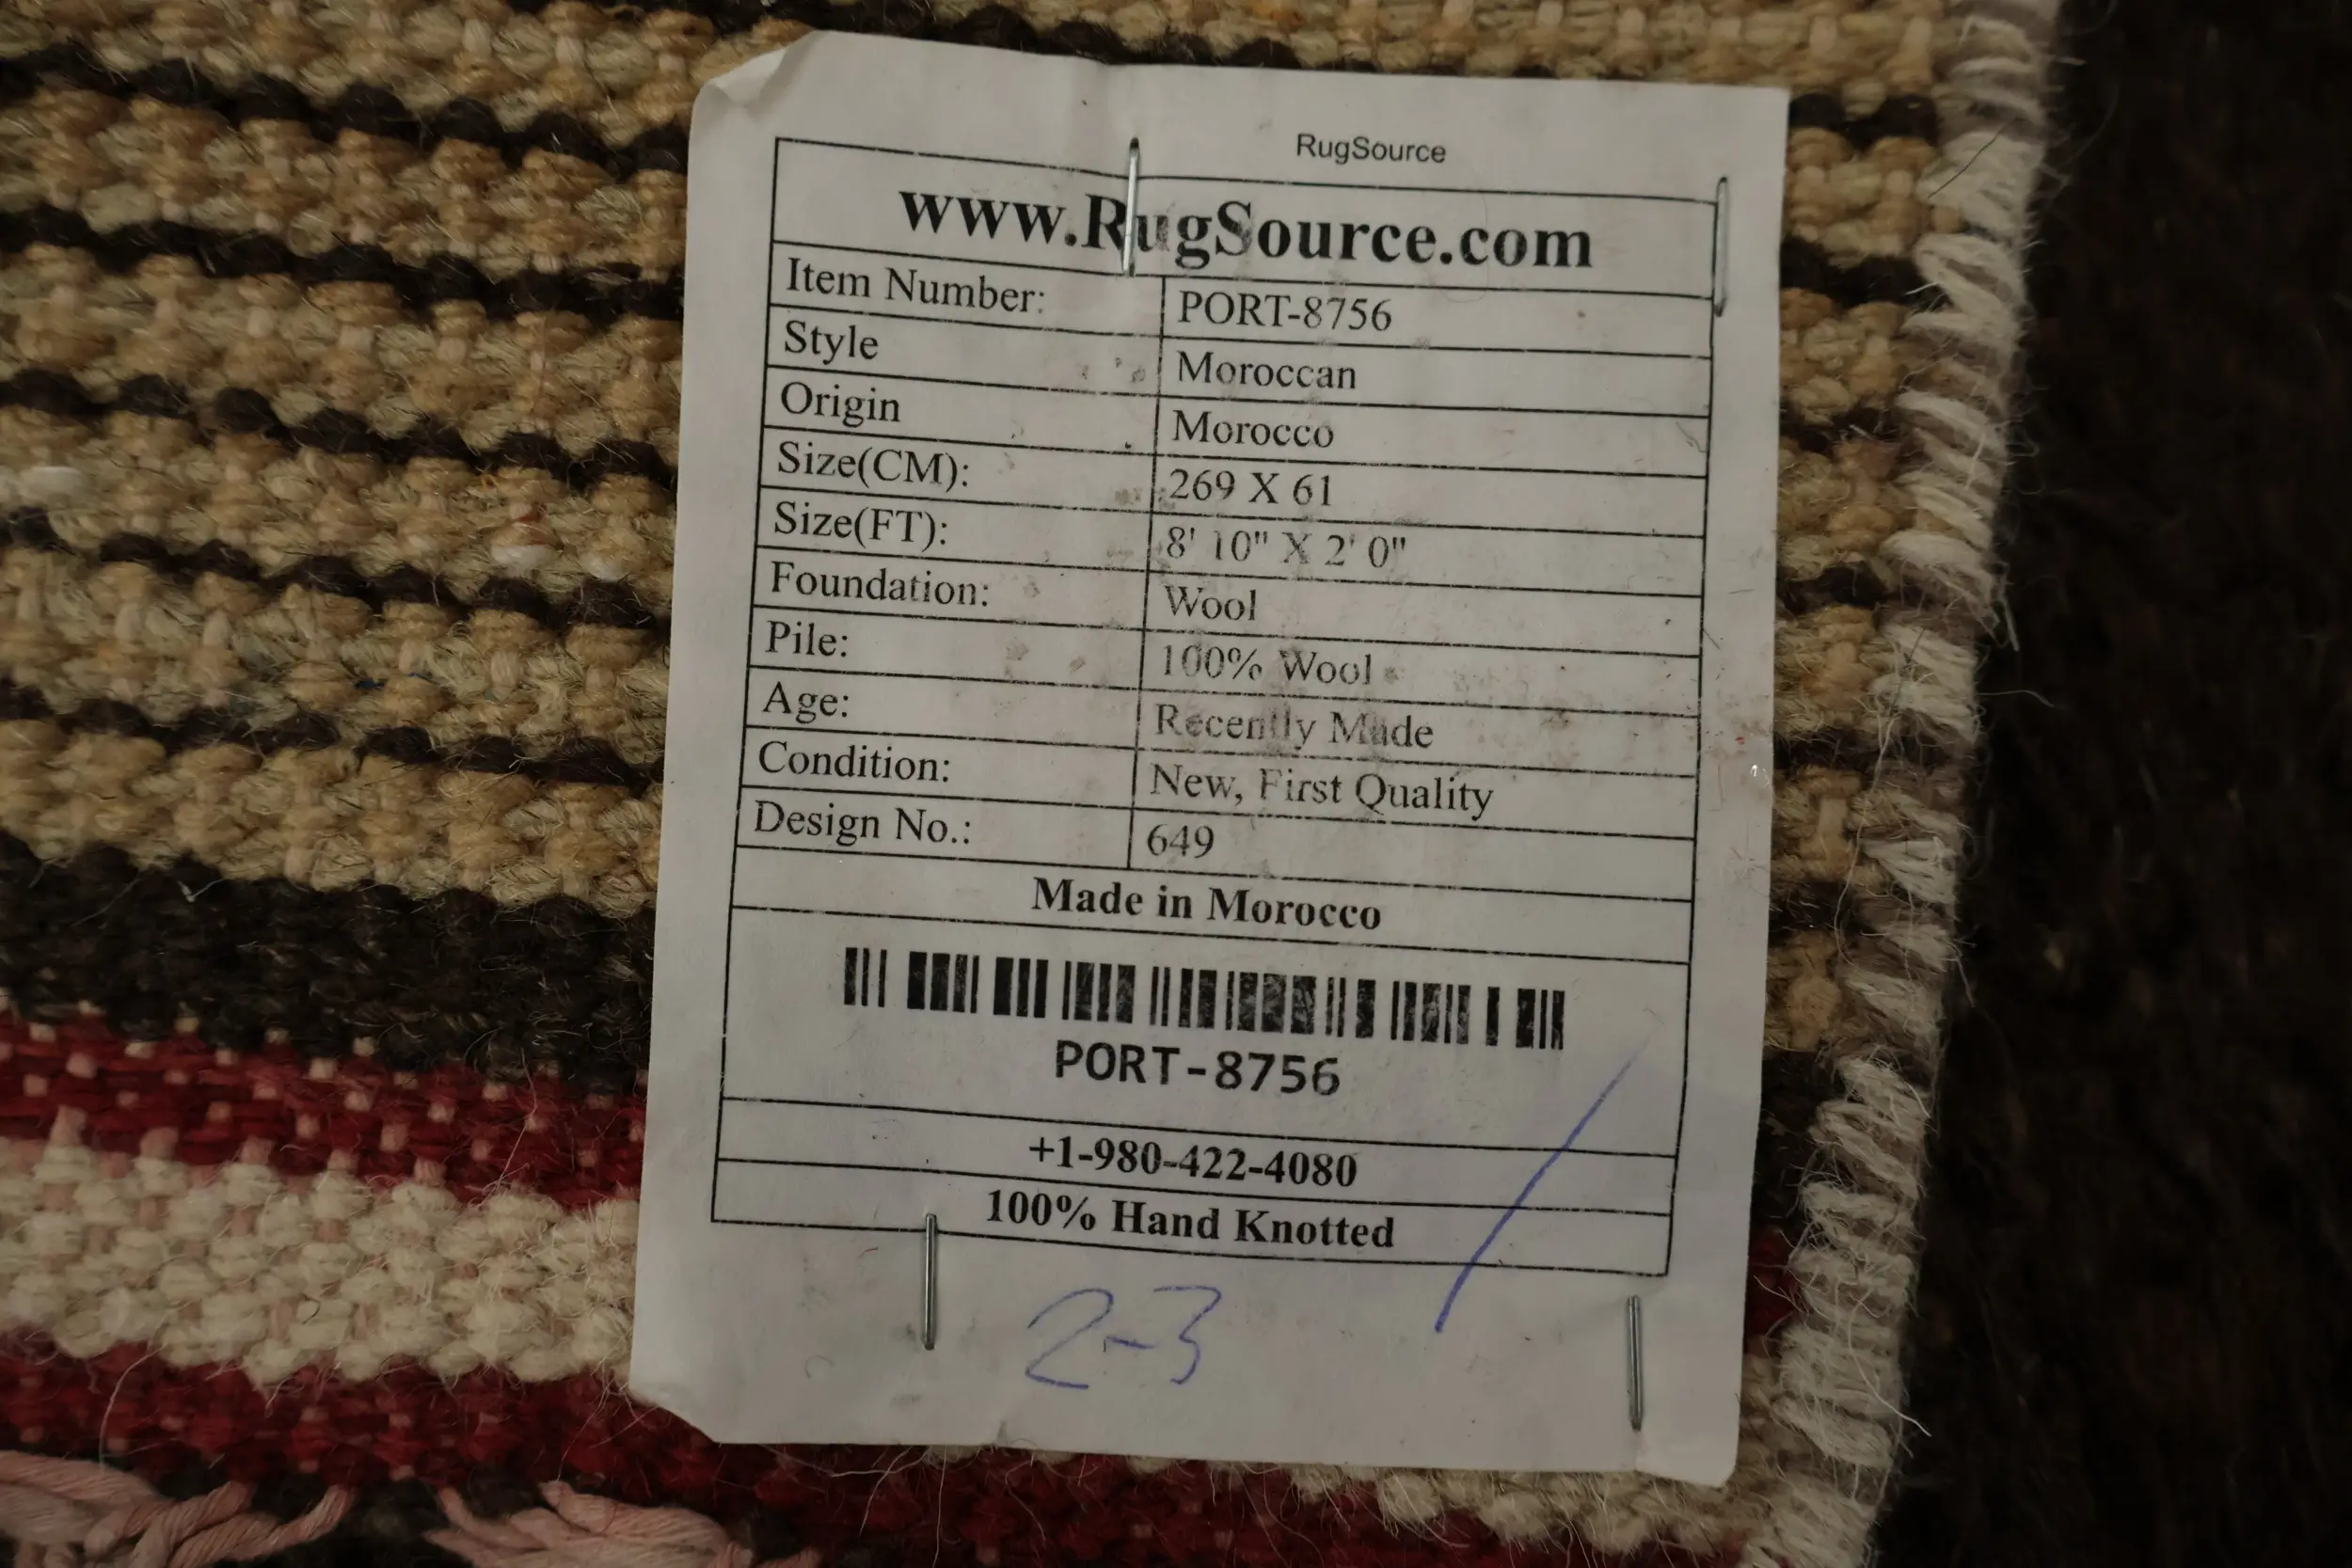 RugSource
www.RugSource.com
Item Number: PORT-8756
Style Moroccan
Origin Morocco
Size(CM): 269 X 61
Size(FT): 8' 10" X 2' 0"
Foundation: Wool
Pile: 100% Wool
Age: Recently Made
Condition: New, First Quality
Design No.: 649
Made in Morocco
PORT-8756
+1-980-422-4080
100% Hand Knotted
2-3